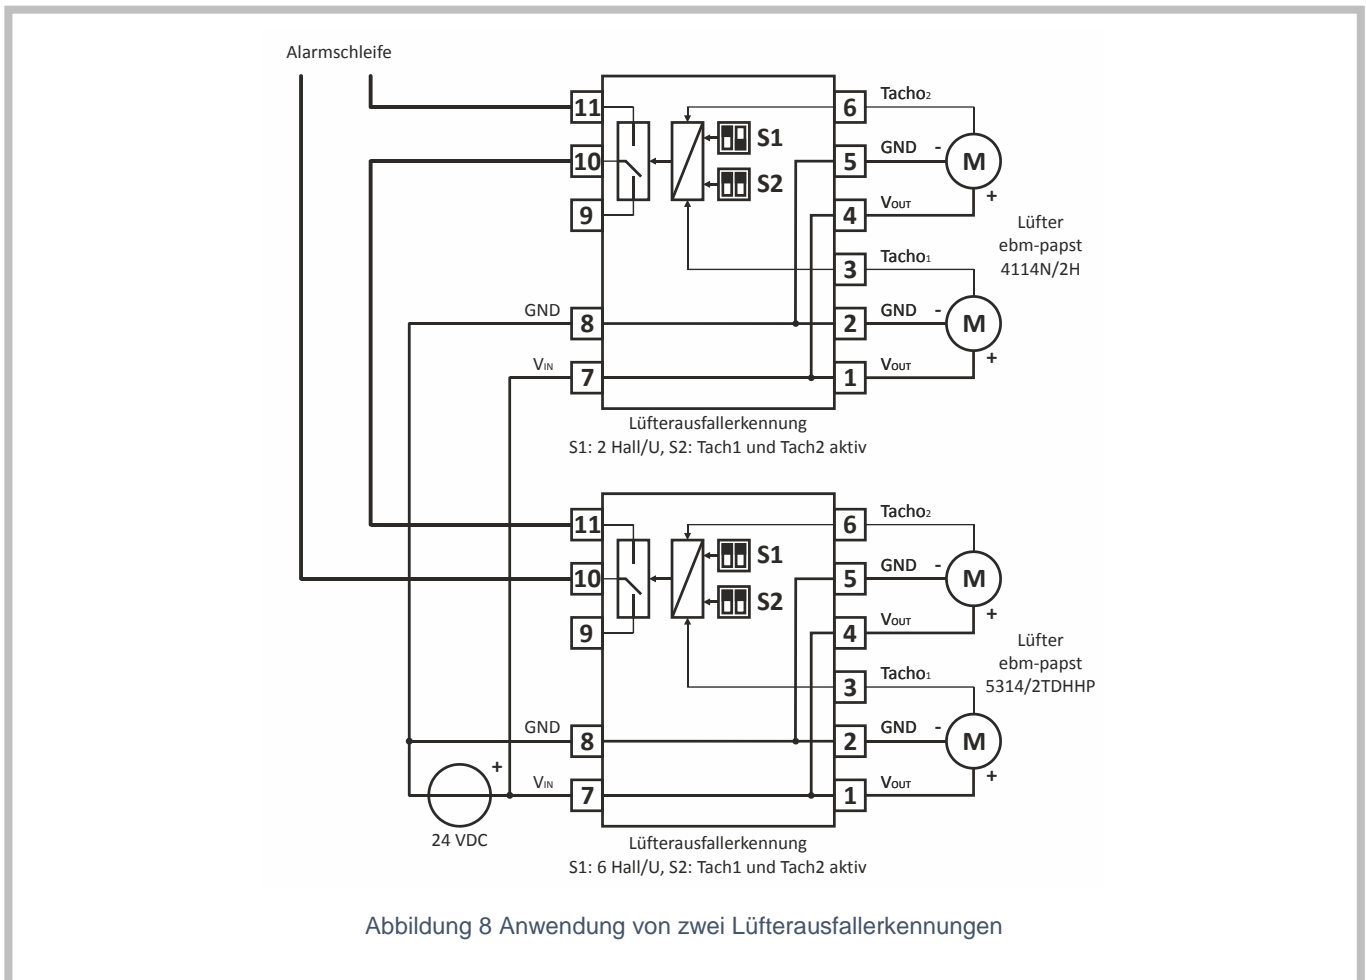 Alarmschleife
11
10
9
8
7
GND
VIN
S1
S2
6
5
4
3
2
1
Tacho2
GND -
VOUT
Tacho1
GND -
VOUT
M
+
M
+
Lüfter
ebm-papst
4114N/2H
Lüfterausfallerkennung
S1: 2 Hall/U, S2: Tach1 und Tach2 aktiv
11
10
9
8
7
GND
VIN
S1
S2
6
5
4
3
2
1
Tacho2
GND -
VOUT
Tacho1
GND -
VOUT
M
+
M
+
Lüfter
ebm-papst
5314/2TDHHP
+
24 VDC
Lüfterausfallerkennung
S1: 6 Hall/U, S2: Tach1 und Tach2 aktiv
Abbildung 8 Anwendung von zwei Lüfterausfallerkennungen